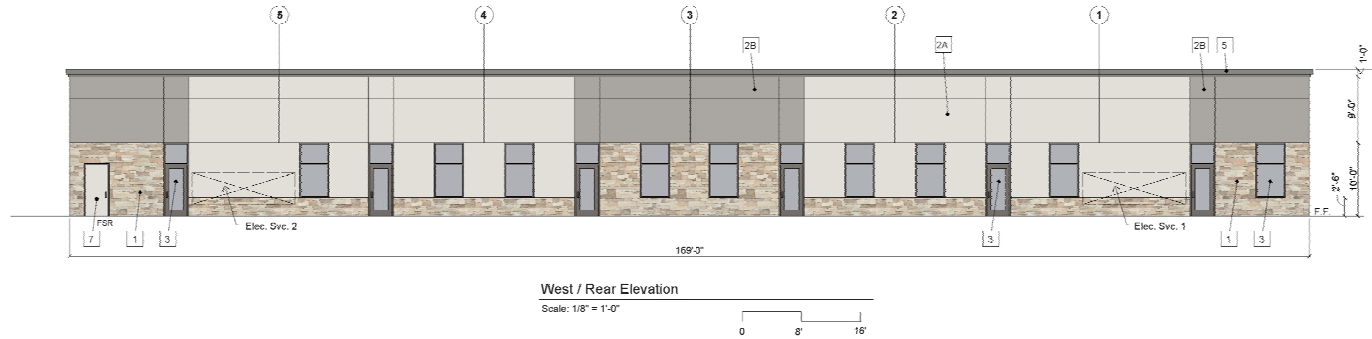 5 4 3 2 1
2B 2A 2B 5
1'-0"
9'-0"
10'-0"
2'-6"
FSR
F.F.
Elec. Svc. 2
Elec. Svc. 1
7 1 3 3 1 3
169'-0"
West / Rear Elevation
Scale: 1/8" = 1'-0"
0 8' 16'